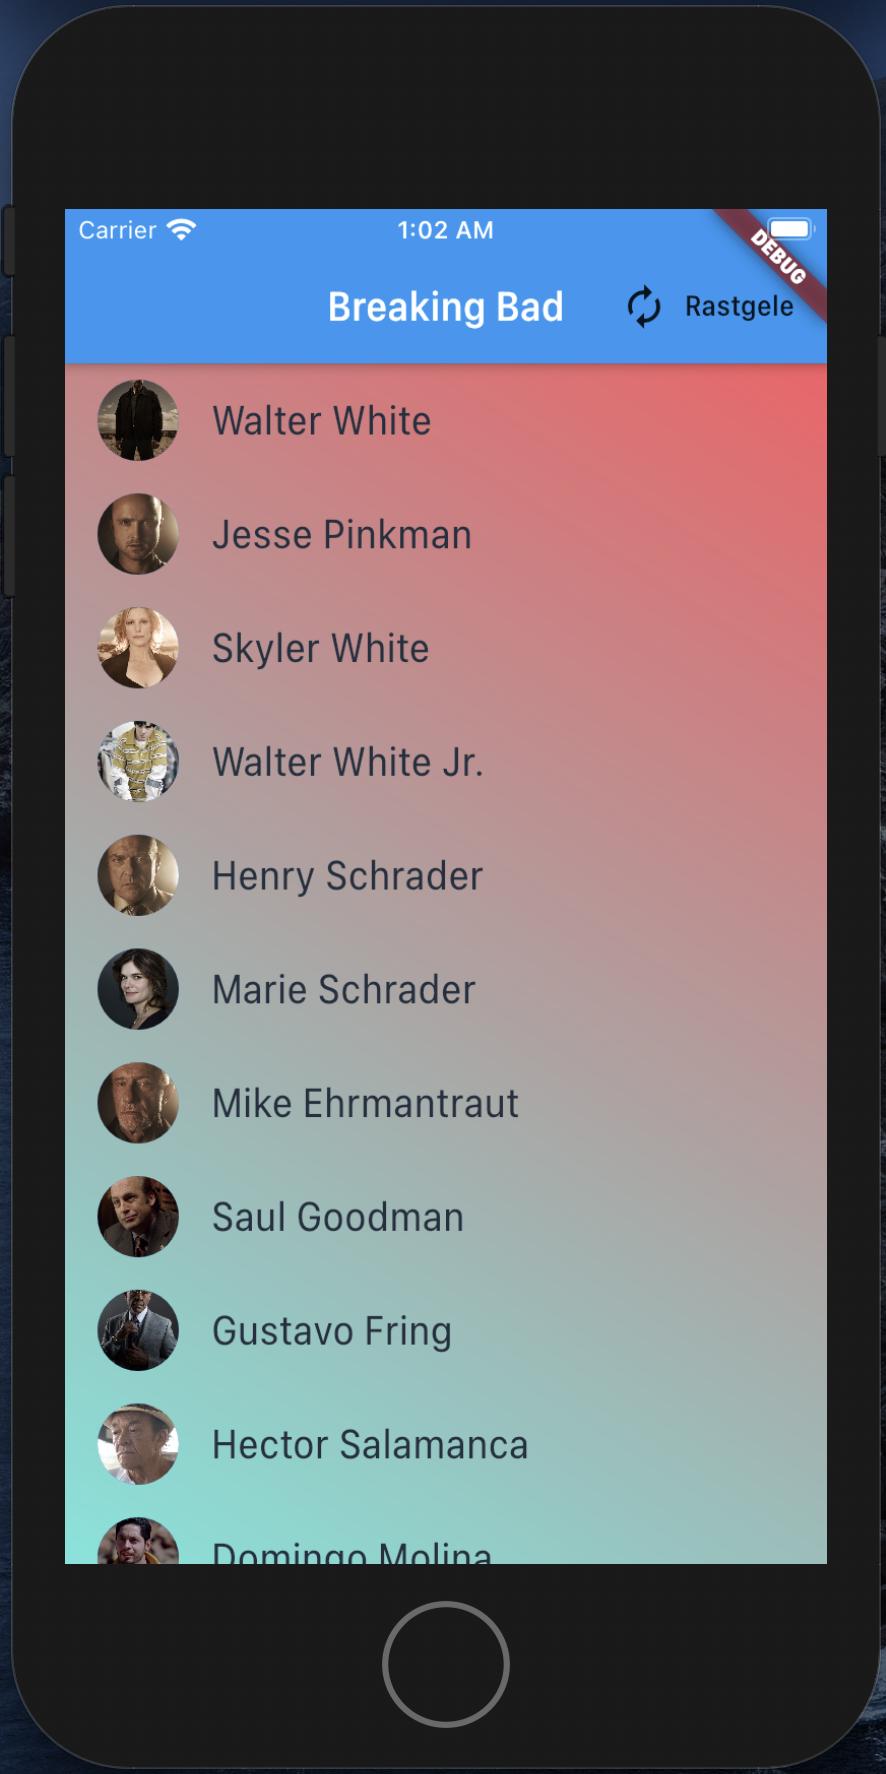 Carrier 1:02 AM
DEBUG
Breaking Bad Rastgele
Walter White
Jesse Pinkman
Skyler White
Walter White Jr.
Henry Schrader
Marie Schrader
Mike Ehrmantraut
Saul Goodman
Gustavo Fring
Hector Salamanca
Domingo Molina